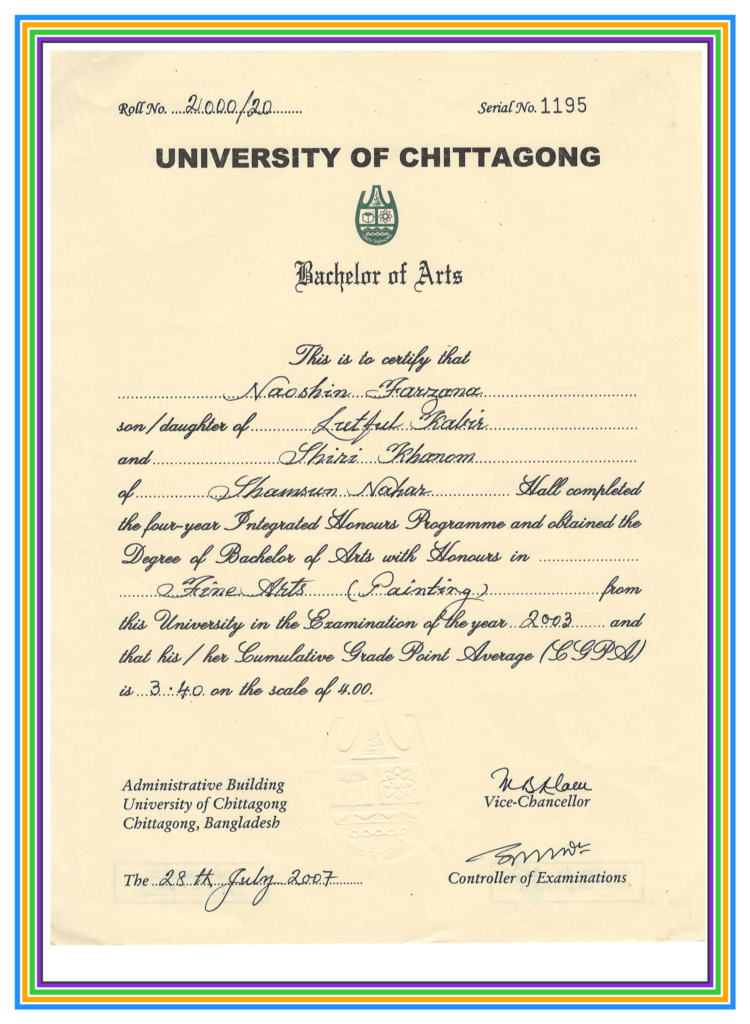 Roll No. ....2000/20......... Serial No. 1195
UNIVERSITY OF CHITTAGONG
Bachelor of Arts
This is to certify that
Naoshin Farzana
son/daughter of Lutful Kabir
and Shiri Khanom
of Shamsun Nahar Hall completed
the four-year Integrated Honours Programme and obtained the
Degree of Bachelor of Arts with Honours in
Fine Arts (Painting) from
this University in the Examination of the year 2003 and
that his / her Cumulative Grade Point Average (CGPA)
is 3.40 on the scale of 4.00.
Administrative Building
University of Chittagong
Chittagong, Bangladesh
Vice-Chancellor
The 28th July 2007
Controller of Examinations